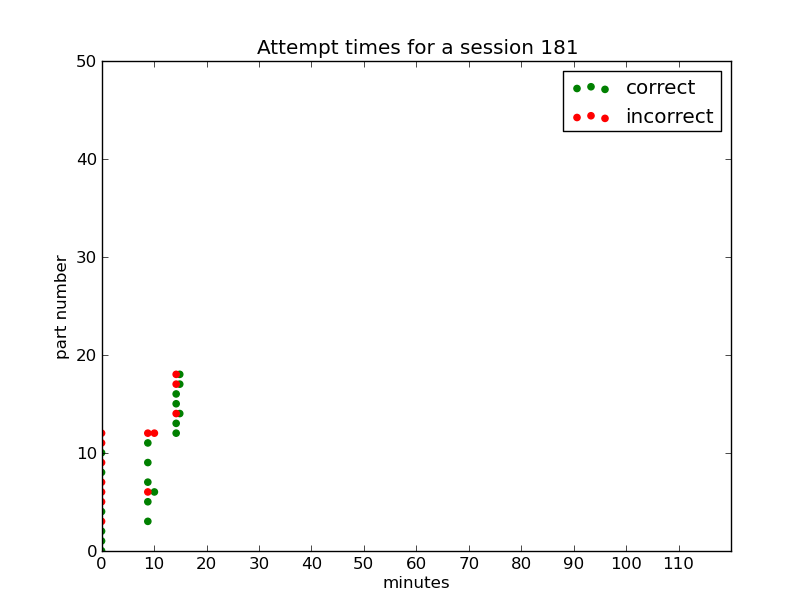 Attempt times for a session 181
correct
incorrect
50
40
30
20
10
0
part number
0 10 20 30 40 50 60 70 80 90 100 110
minutes